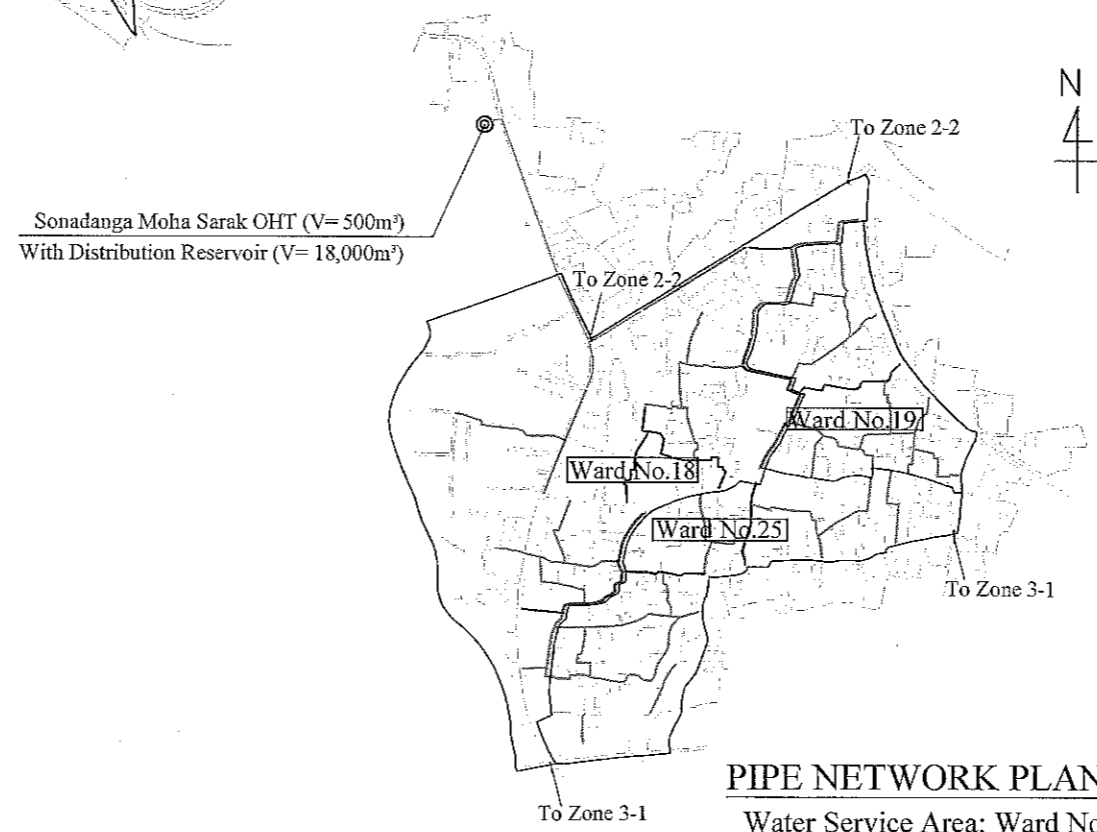 N
To Zone 2-2
Sonadanga Moha Sarak OHT (V= 500m³)
With Distribution Reservoir (V= 18,000m³)
To Zone 2-2
Ward No.19
Ward No.18
Ward No.25
To Zone 3-1
PIPE NETWORK PLAN
To Zone 3-1
Water Service Area: Ward No